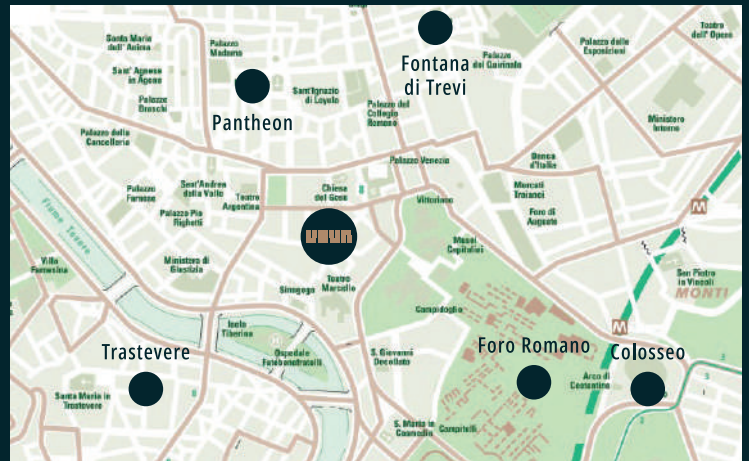 Santa Maria
dell' Anima
Palazzo
Madama
Fontana
di Trevi
Palazzo
del Quirinale
Palazzo delle
Esposizioni
Teatro
dell' Opera
Sant' Agnese
in Agone
Palazzo
Braschi
Pantheon
Sant'Ignazio
di Loyola
Palazzo del
Collegio
Romano
Ministero
Interno
Palazzo della
Cancelleria
Palazzo Venezia
Banca
d'Italia
Palazzo
Farnese
Sant'Andrea
della Valle
Teatro
Argentina
Chiesa
del Gesù
Vittoriano
Mercati
Traianei
Foro di
Augusto
M
Fiume Tevere
Palazzo Pio
Righetti
Villa
Farnesina
Ministero di
Giustizia
Musei
Capitolini
San Pietro
in Vincoli
MONTI
Sinagoga
Teatro
Marcello
Campidoglio
M
Isola
Tiberina
H
Ospedale
Fatebenefratelli
Trastevere
S. Giovanni
Decollato
Foro Romano
Colosseo
Arco di
Costantino
Santa Maria in
Trastevere
8
3
S. Maria in
Cosmedin
Campitelli
3